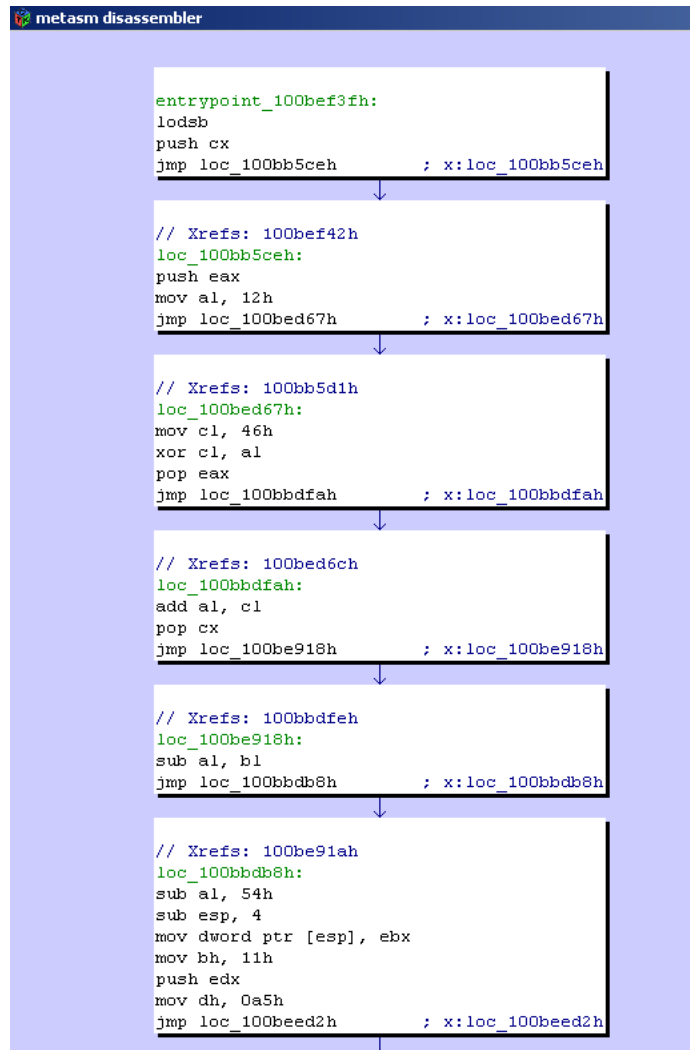 metasm disassembler
entrypoint_100bef3fh:
lodsb
push cx
jmp loc_100bb5ceh ; x:loc_100bb5ceh
// Xrefs: 100bef42h
loc_100bb5ceh:
push eax
mov al, 12h
jmp loc_100bed67h ; x:loc_100bed67h
// Xrefs: 100bb5d1h
loc_100bed67h:
mov cl, 46h
xor cl, al
pop eax
jmp loc_100bbdfah ; x:loc_100bbdfah
// Xrefs: 100bed6ch
loc_100bbdfah:
add al, cl
pop cx
jmp loc_100be918h ; x:loc_100be918h
// Xrefs: 100bbdfeh
loc_100be918h:
sub al, bl
jmp loc_100bbdb8h ; x:loc_100bbdb8h
// Xrefs: 100be91ah
loc_100bbdb8h:
sub al, 54h
sub esp, 4
mov dword ptr [esp], ebx
mov bh, 11h
push edx
mov dh, 0a5h
jmp loc_100beed2h ; x:loc_100beed2h